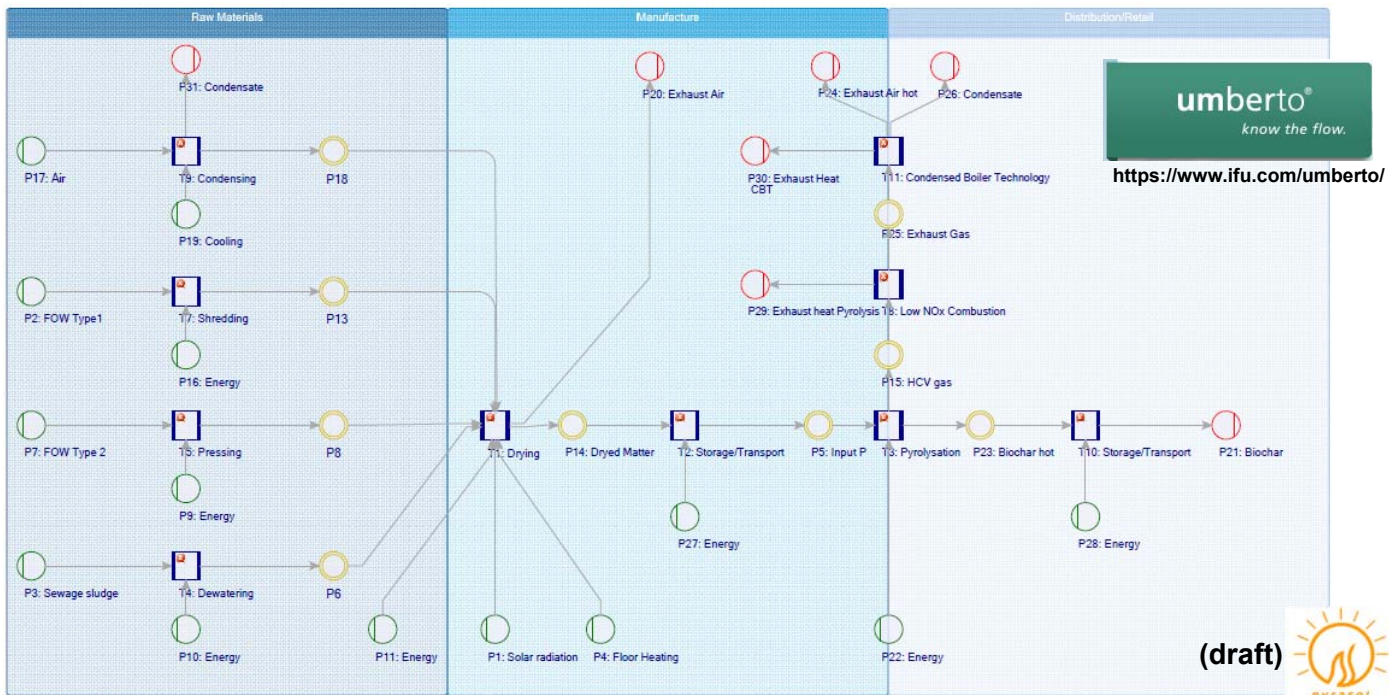 Raw Materials
Manufacture
Distribution/Retail
P31: Condensate
P20: Exhaust Air
P24: Exhaust Air hot
P26: Condensate
umberto®
know the flow.
https://www.ifu.com/umberto/
P17: Air
T9: Condensing
P18
P30: Exhaust Heat
CBT
T11: Condensed Boiler Technology
P19: Cooling
P25: Exhaust Gas
P2: FOW Type1
T7: Shredding
P13
P29: Exhaust heat Pyrolysis
T8: Low NOx Combustion
P16: Energy
P15: HCV gas
P7: FOW Type 2
T5: Pressing
P8
T1: Drying
P14: Dryed Matter
T2: Storage/Transport
P5: Input P
T3: Pyrolysation
P23: Biochar hot
T10: Storage/Transport
P21: Biochar
P9: Energy
P27: Energy
P28: Energy
P3: Sewage sludge
T4: Dewatering
P6
P10: Energy
P11: Energy
P1: Solar radiation
P4: Floor Heating
P22: Energy
(draft)